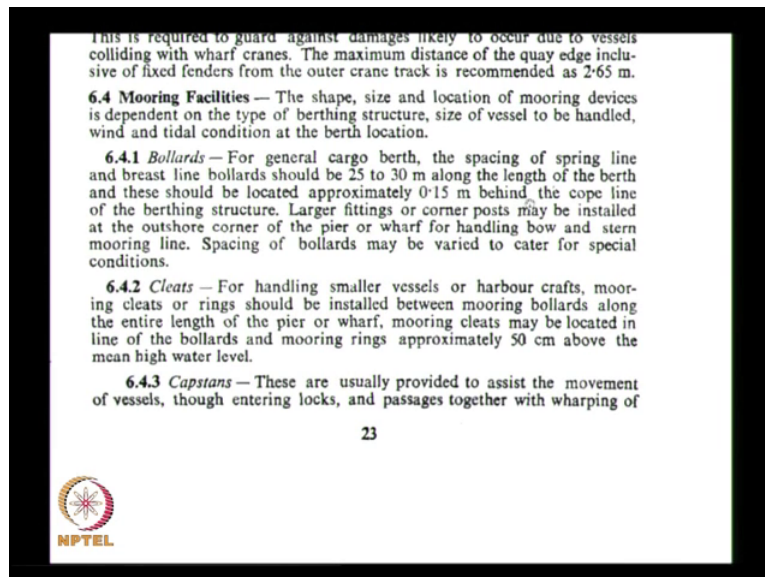 This is required to guard against damages likely to occur due to vessels
colliding with wharf cranes. The maximum distance of the quay edge inclu-
sive of fixed fenders from the outer crane track is recommended as 2·65 m.
6.4 Mooring Facilities — The shape, size and location of mooring devices
is dependent on the type of berthing structure, size of vessel to be handled,
wind and tidal condition at the berth location.
6.4.1 Bollards — For general cargo berth, the spacing of spring line
and breast line bollards should be 25 to 30 m along the length of the berth
and these should be located approximately 0·15 m behind the cope line
of the berthing structure. Larger fittings or corner posts may be installed
at the outshore corner of the pier or wharf for handling bow and stern
mooring line. Spacing of bollards may be varied to cater for special
conditions.
6.4.2 Cleats — For handling smaller vessels or harbour crafts, moor-
ing cleats or rings should be installed between mooring bollards along
the entire length of the pier or wharf, mooring cleats may be located in
line of the bollards and mooring rings approximately 50 cm above the
mean high water level.
6.4.3 Capstans — These are usually provided to assist the movement
of vessels, though entering locks, and passages together with wharping of
23
NPTEL